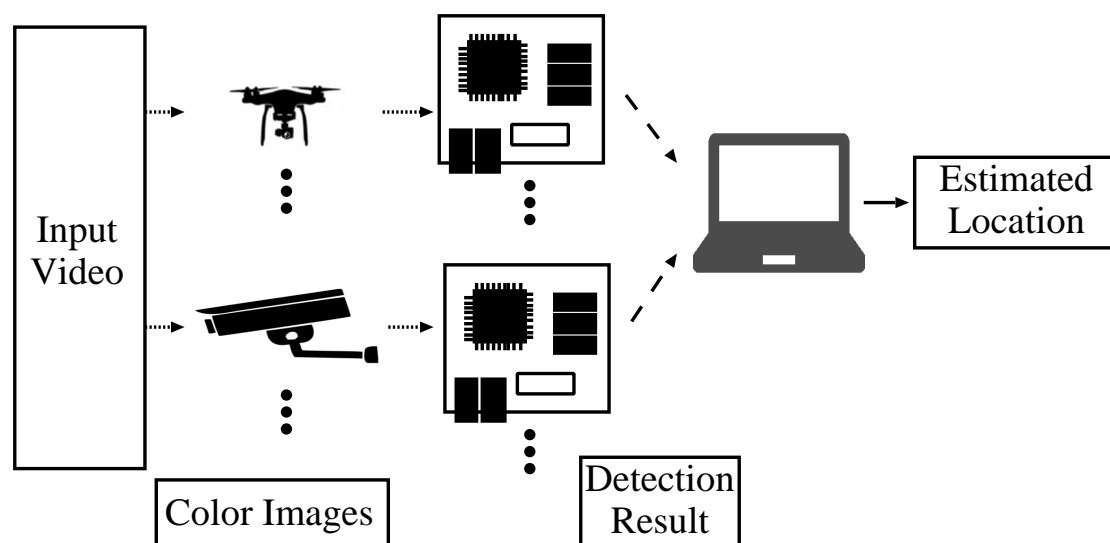 Input
Video
Estimated
Location
Color Images
Detection
Result